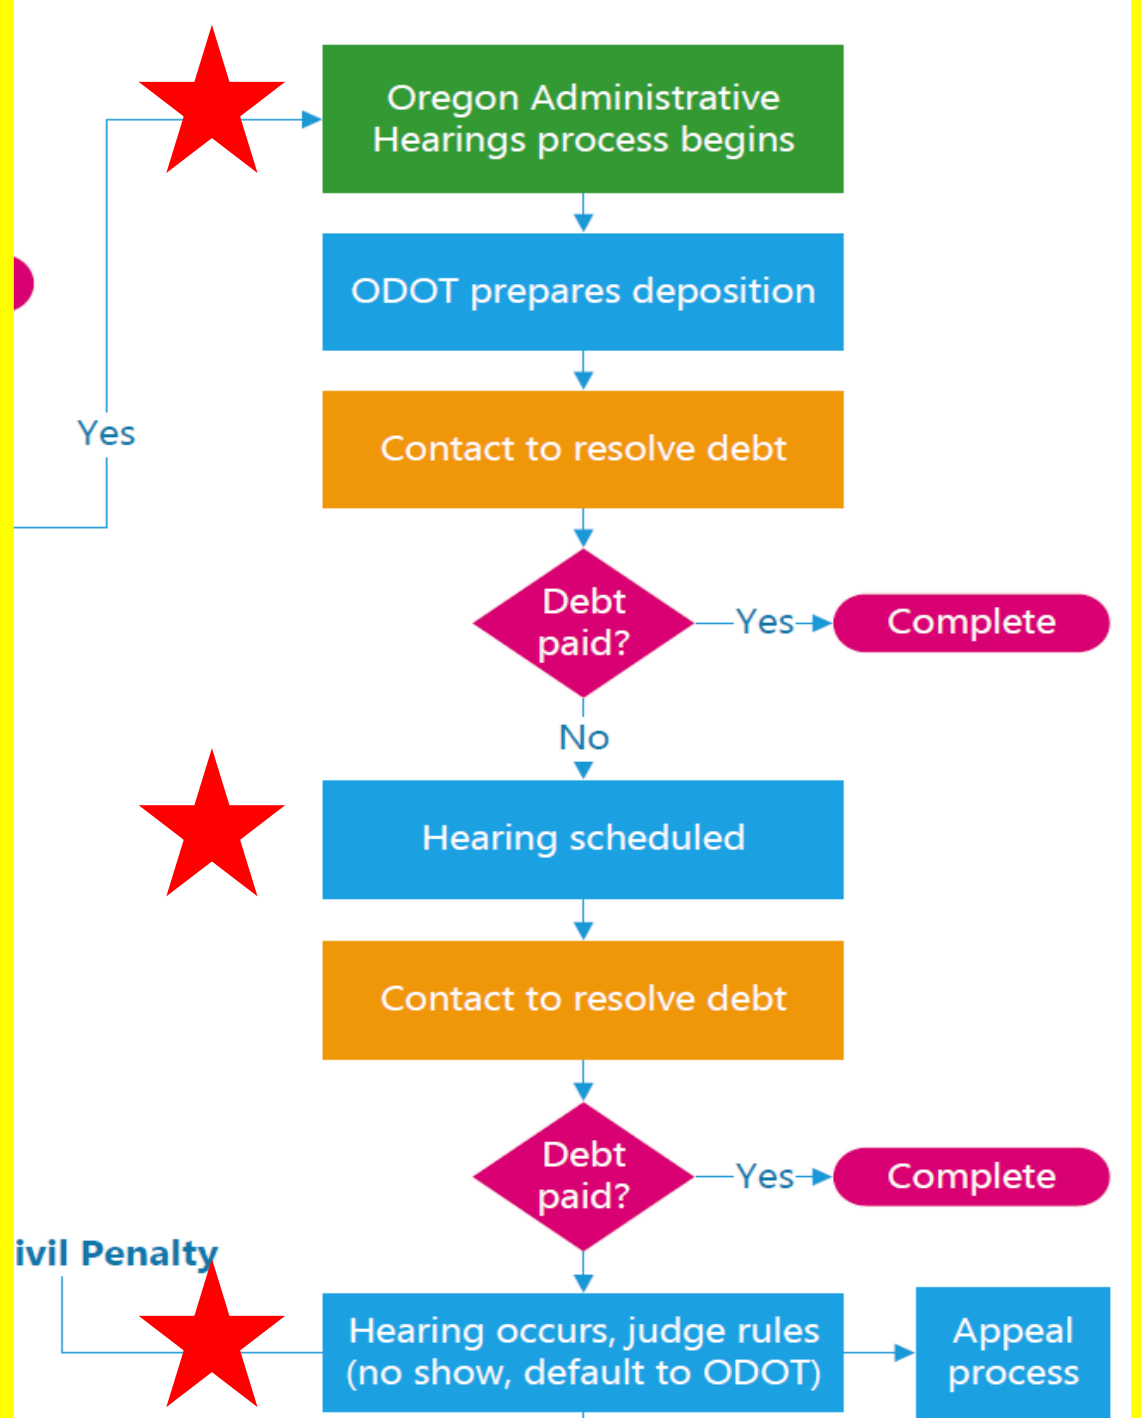 Oregon Administrative
Hearings process begins
ODOT prepares deposition
Yes
Contact to resolve debt
Debt
paid?
Yes
Complete
No
Hearing scheduled
Contact to resolve debt
Debt
paid?
Yes
Complete
ivil Penalty
Hearing occurs, judge rules
(no show, default to ODOT)
Appeal
process